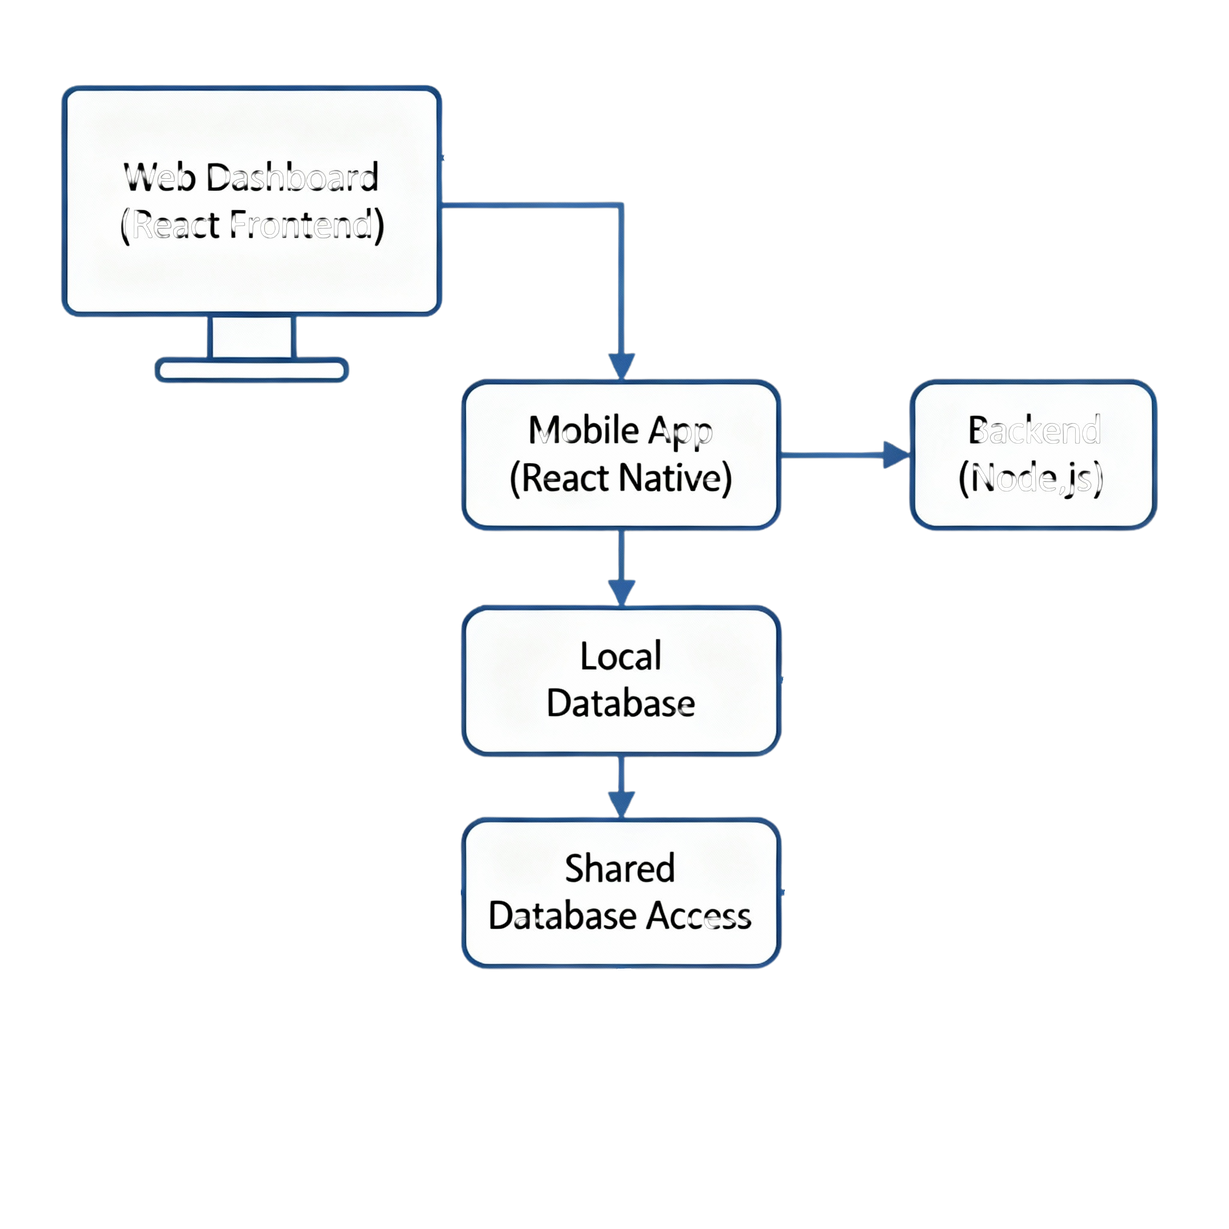 Web Dashboard
(React Frontend)
Mobile App
(React Native)
Backend
(Node.js)
Local
Database
Shared
Database Access